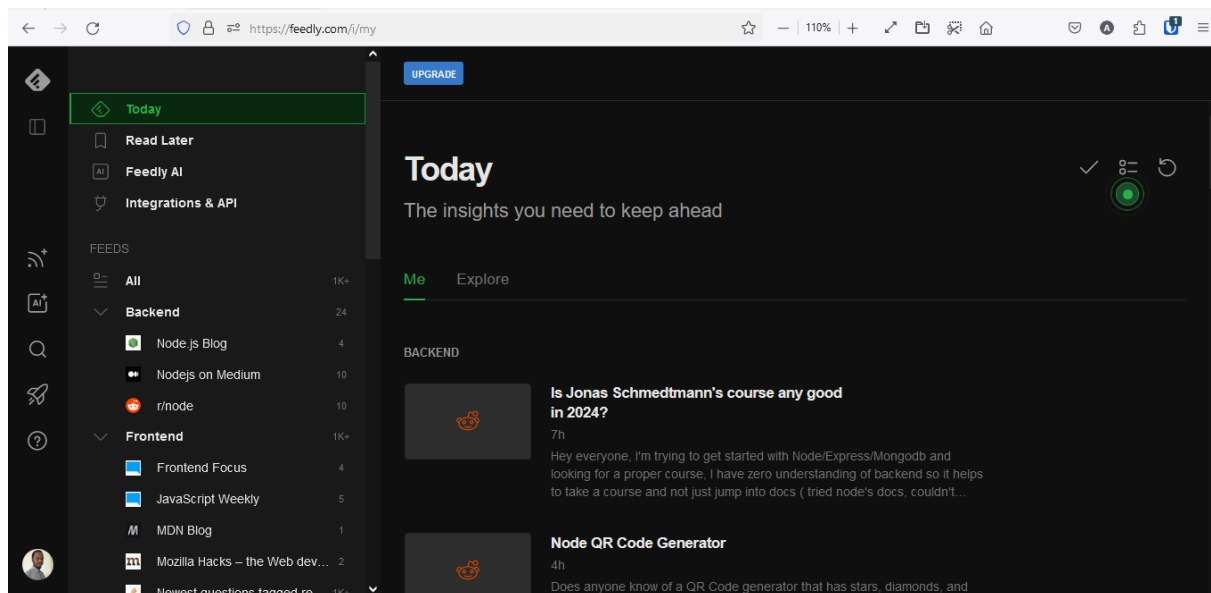 https://feedly.com/i/my
110%
1
UPGRADE
Today
Read Later
AI
Feedly AI
Integrations & API
FEEDS
All 1K+
Backend 24
Node.js Blog 4
Nodejs on Medium 10
r/node 10
Frontend 1K+
Frontend Focus 4
JavaScript Weekly 5
M MDN Blog 1
m Mozilla Hacks – the Web dev... 2
AI
A
Today
The insights you need to keep ahead
Me Explore
BACKEND
Is Jonas Schmedtmann's course any good
in 2024?
7h
Hey everyone, I'm trying to get started with Node/Express/Mongodb and
looking for a proper course, I have zero understanding of backend so it helps
to take a course and not just jump into docs ( tried node's docs, couldn't...
Node QR Code Generator
4h
Does anyone know of a QR Code generator that has stars, diamonds, and